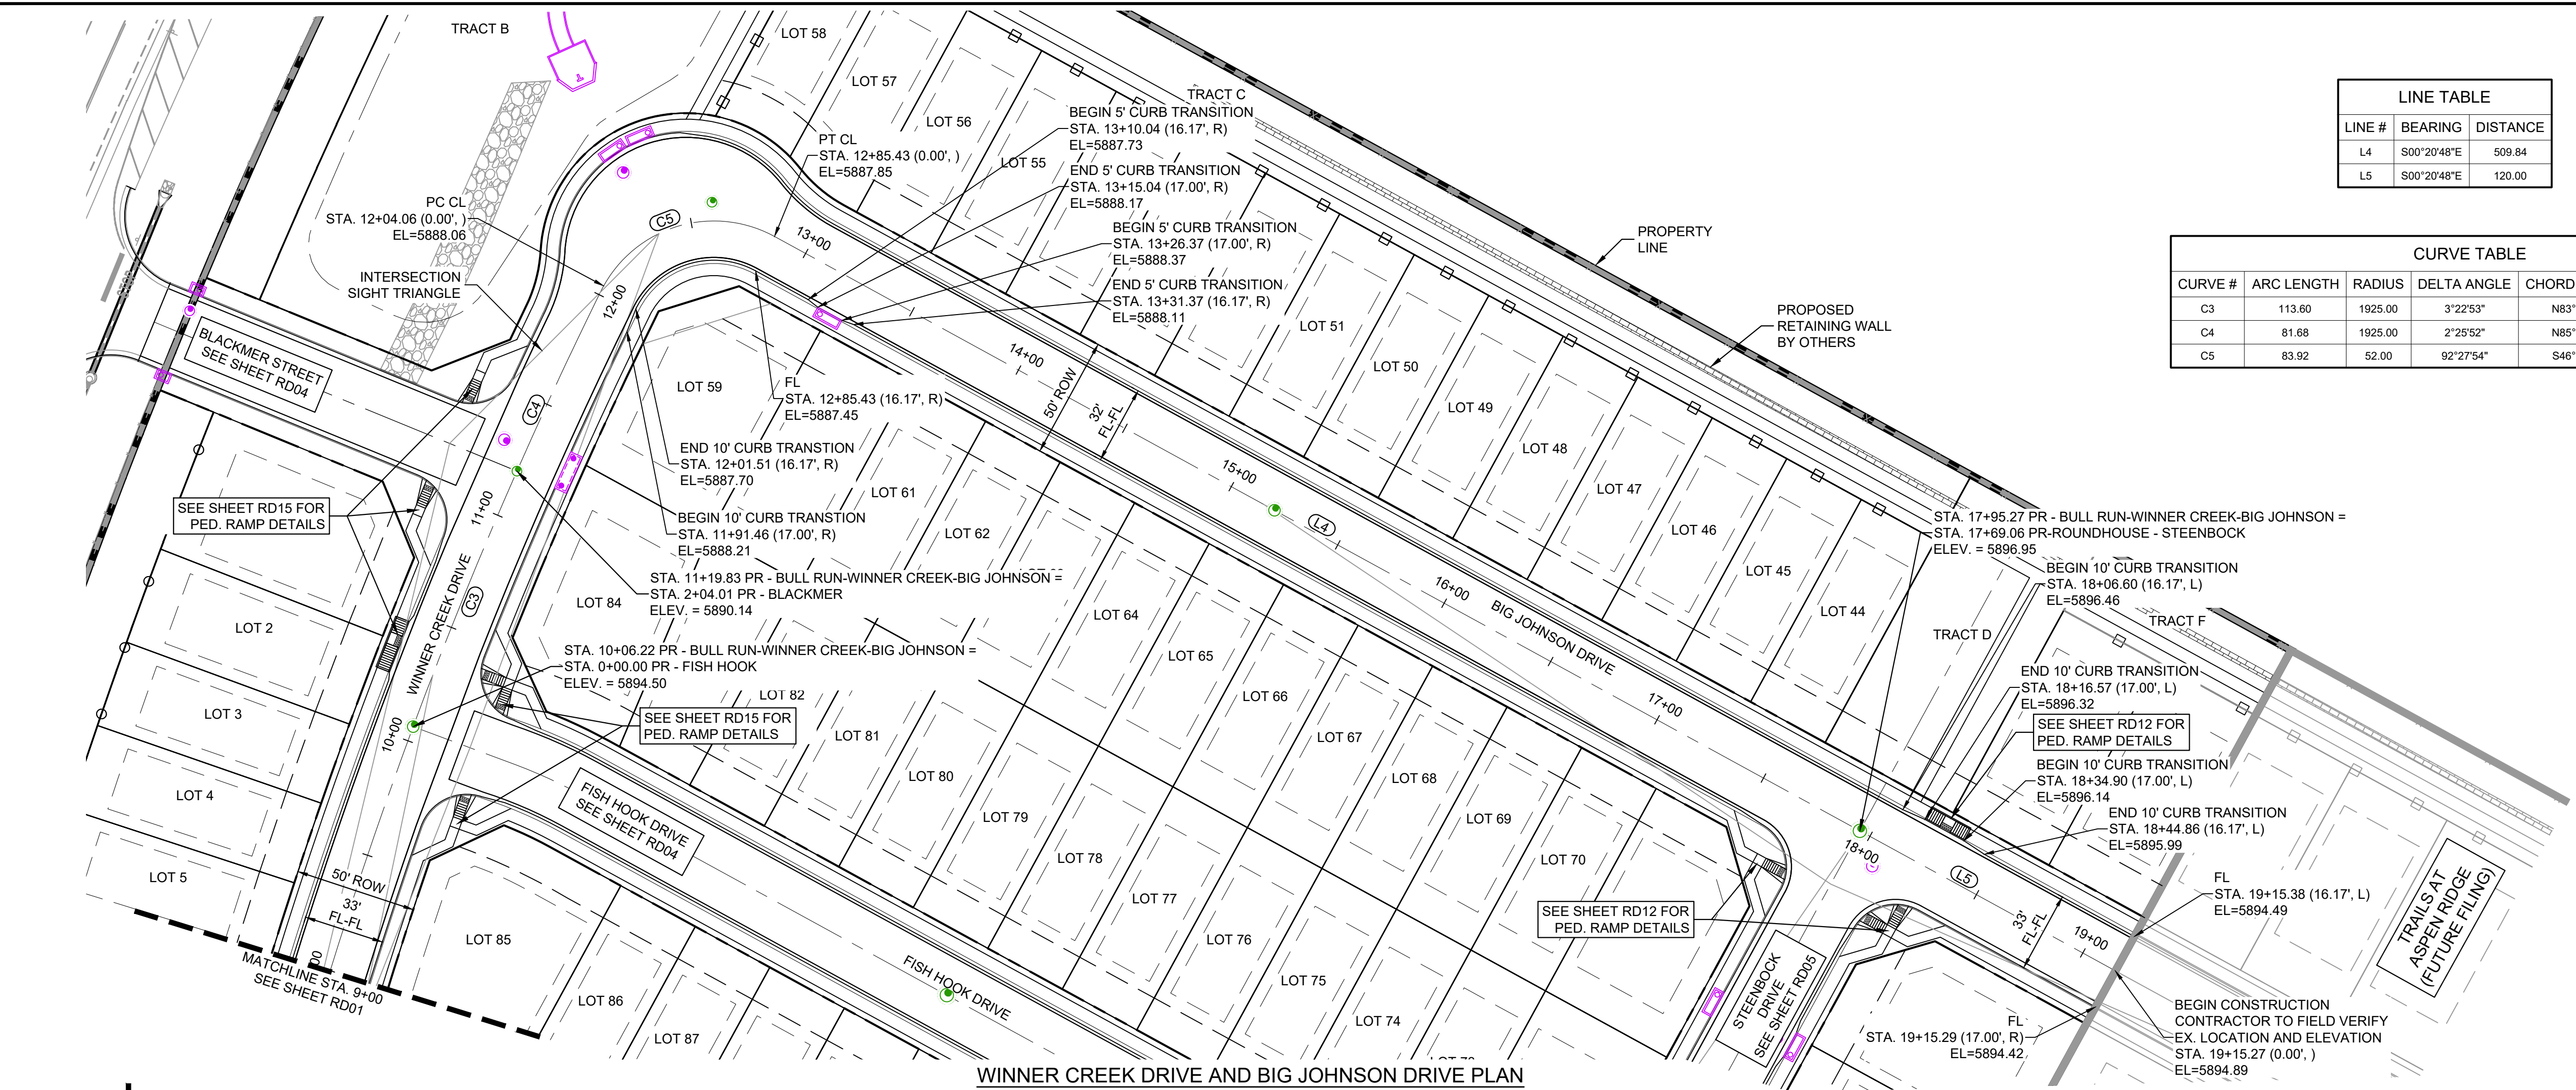 TRACT B
LOT 58
LOT 57
LOT 56
LOT 55
TRACT C
BEGIN 5' CURB TRANSITION
STA. 13+10.04 (16.17', R)
EL=5887.73
PT CL
STA. 12+85.43 (0.00', )
EL=5887.85
END 5' CURB TRANSITION
STA. 13+15.04 (17.00', R)
EL=5888.17
BEGIN 5' CURB TRANSITION
STA. 13+26.37 (17.00', R)
EL=5888.37
END 5' CURB TRANSITION
STA. 13+31.37 (16.17', R)
EL=5888.11
PC CL
STA. 12+04.06 (0.00', )
EL=5888.06
INTERSECTION
SIGHT TRIANGLE
C5
13+00
12+00
PROPERTY
LINE
PROPOSED
RETAINING WALL
BY OTHERS
LINE TABLE
LINE # BEARING DISTANCE
L4 S00°20'48"E 509.84
L5 S00°20'48"E 120.00
CURVE TABLE
CURVE # ARC LENGTH RADIUS DELTA ANGLE CHORD
C3 113.60 1925.00 3°22'53" N83°
C4 81.68 1925.00 2°25'52" N85°
C5 83.92 52.00 92°27'54" S46°
BLACKMER STREET
SEE SHEET RD04
LOT 59
FL
STA. 12+85.43 (16.17', R)
EL=5887.45
14+00
50' ROW
32'
FL-FL
LOT 51
LOT 50
LOT 49
LOT 48
LOT 47
LOT 46
LOT 45
LOT 44
C4
END 10' CURB TRANSTION
STA. 12+01.51 (16.17', R)
EL=5887.70
BEGIN 10' CURB TRANSTION
STA. 11+91.46 (17.00', R)
EL=5888.21
LOT 61
LOT 62
15+00
L4
SEE SHEET RD15 FOR
PED. RAMP DETAILS
11+00
STA. 11+19.83 PR - BULL RUN-WINNER CREEK-BIG JOHNSON =
STA. 2+04.01 PR - BLACKMER
ELEV. = 5890.14
STA. 17+95.27 PR - BULL RUN-WINNER CREEK-BIG JOHNSON =
STA. 17+69.06 PR-ROUNDHOUSE - STEENBOCK
ELEV. = 5896.95
BEGIN 10' CURB TRANSITION
STA. 18+06.60 (16.17', L)
EL=5896.46
TRACT F
TRACT D
16+00
BIG JOHNSON DRIVE
WINNER CREEK DRIVE
C3
LOT 84
LOT 64
LOT 65
LOT 66
LOT 67
LOT 68
LOT 69
LOT 70
LOT 2
LOT 3
LOT 4
LOT 5
STA. 10+06.22 PR - BULL RUN-WINNER CREEK-BIG JOHNSON =
STA. 0+00.00 PR - FISH HOOK
ELEV. = 5894.50
LOT 82
LOT 81
LOT 80
LOT 79
LOT 78
LOT 77
LOT 76
LOT 75
LOT 74
SEE SHEET RD15 FOR
PED. RAMP DETAILS
10+00
17+00
END 10' CURB TRANSITION
STA. 18+16.57 (17.00', L)
EL=5896.32
SEE SHEET RD12 FOR
PED. RAMP DETAILS
BEGIN 10' CURB TRANSITION
STA. 18+34.90 (17.00', L)
EL=5896.14
END 10' CURB TRANSITION
STA. 18+44.86 (16.17', L)
EL=5895.99
FISH HOOK DRIVE
SEE SHEET RD04
18+00
L5
50' ROW
33'
FL-FL
FL
STA. 19+15.38 (16.17', L)
EL=5894.49
TRAILS AT
ASPEN RIDGE
(FUTURE FILING)
SEE SHEET RD12 FOR
PED. RAMP DETAILS
33'
FL-FL
19+00
LOT 85
LOT 86
LOT 87
FISH HOOK DRIVE
MATCHLINE STA. 9+00
SEE SHEET RD01
STEENBOCK
DRIVE
SEE SHEET RD05
FL
STA. 19+15.29 (17.00', R)
EL=5894.42
BEGIN CONSTRUCTION
CONTRACTOR TO FIELD VERIFY
EX. LOCATION AND ELEVATION
STA. 19+15.27 (0.00', )
EL=5894.89
WINNER CREEK DRIVE AND BIG JOHNSON DRIVE PLAN